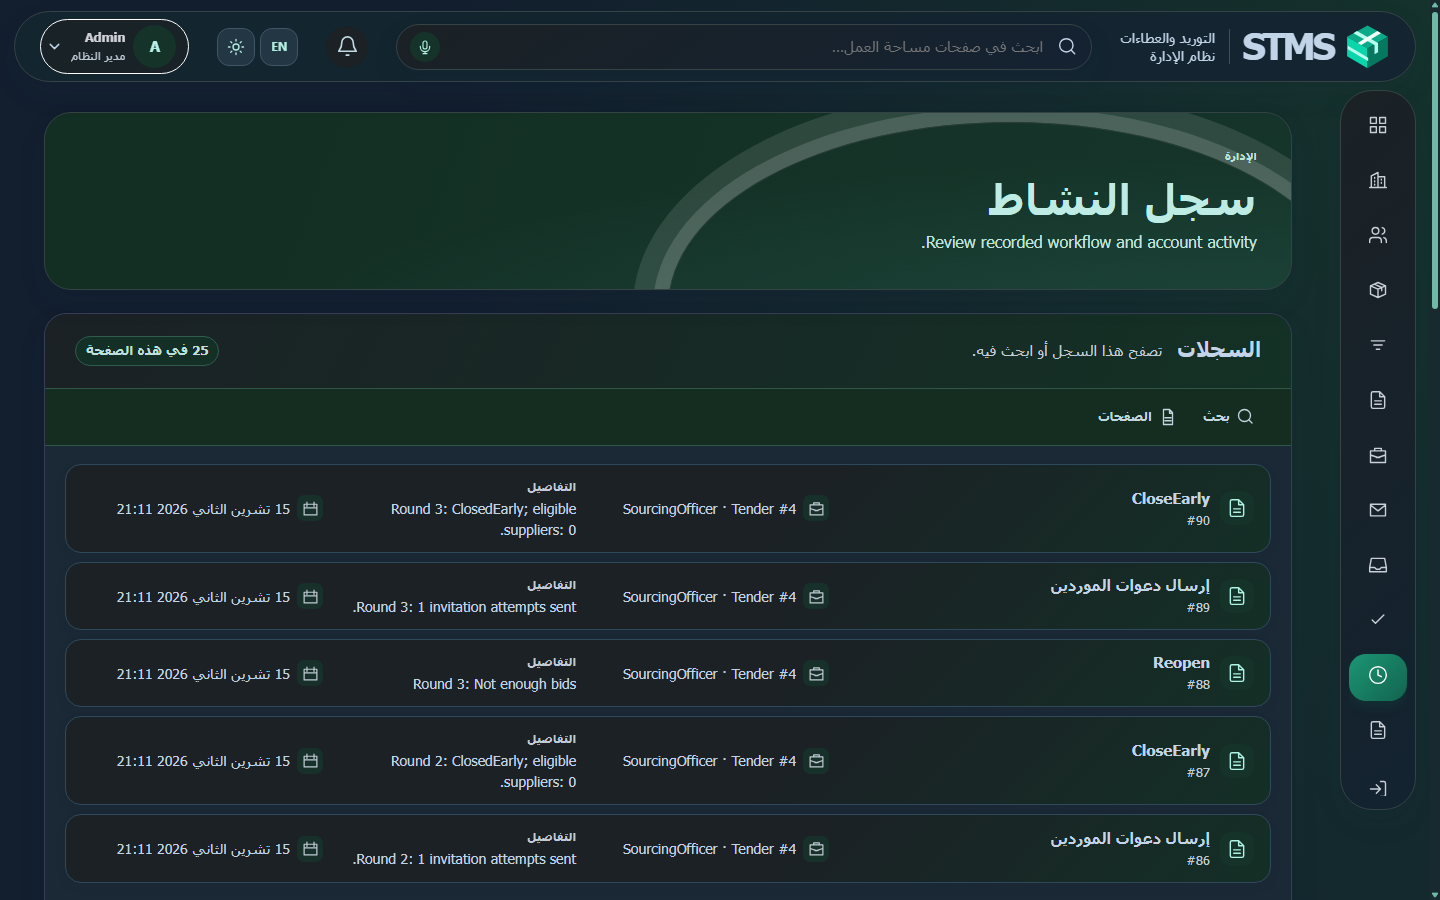 STMS
التوريد والعطاءات
نظام الإدارة
ابحث في صفحات مساحة العمل...
EN
A
Admin
مدير النظام
الإدارة
سجل النشاط
Review recorded workflow and account activity.
السجلات
تصفح هذا السجل أو ابحث فيه.
25 في هذه الصفحة
بحث
الصفحات
CloseEarly
#90
SourcingOfficer · Tender #4
التفاصيل
Round 3: ClosedEarly; eligible
suppliers: 0.
15 تشرين الثاني 2026 21:11
إرسال دعوات الموردين
#89
SourcingOfficer · Tender #4
التفاصيل
Round 3: 1 invitation attempts sent.
15 تشرين الثاني 2026 21:11
Reopen
#88
SourcingOfficer · Tender #4
التفاصيل
Round 3: Not enough bids
15 تشرين الثاني 2026 21:11
CloseEarly
#87
SourcingOfficer · Tender #4
التفاصيل
Round 2: ClosedEarly; eligible
suppliers: 0.
15 تشرين الثاني 2026 21:11
إرسال دعوات الموردين
#86
SourcingOfficer · Tender #4
التفاصيل
Round 2: 1 invitation attempts sent.
15 تشرين الثاني 2026 21:11